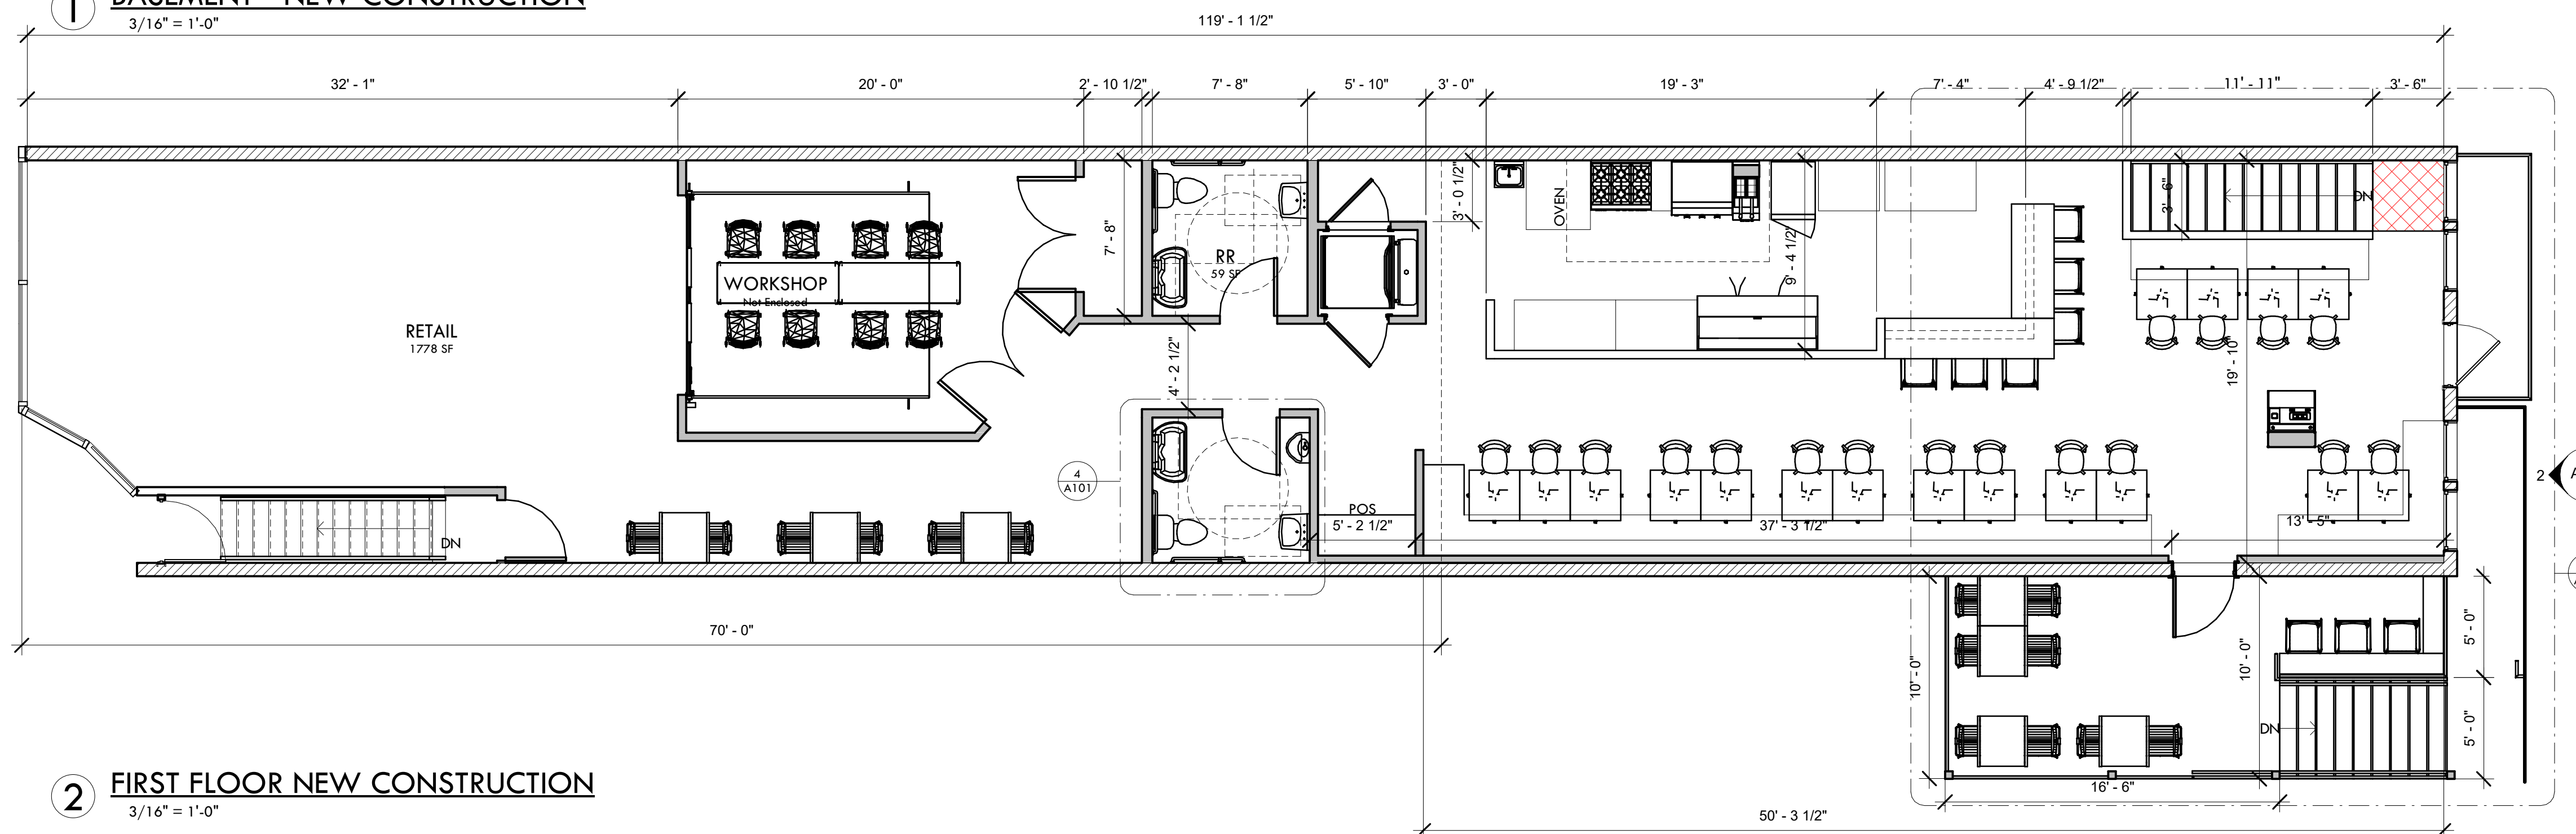 1
BASEMENT - NEW CONSTRUCTION
3/16" = 1'-0"
119' - 1 1/2"
32' - 1"
20' - 0"
2' - 10 1/2"
7' - 8"
5' - 10"
3' - 0"
19' - 3"
7' - 4"
4' - 9 1/2"
11' - 11"
3' - 6"
3' - 0 1/2"
OVEN
3' - 6"
DN
7' - 8"
RR
59 SF
9' - 4 1/2"
WORKSHOP
Not Enclosed
RETAIL
1778 SF
4' - 2 1/2"
19' - 10"
4
A101
2
POS
5' - 2 1/2"
37' - 3 1/2"
13' - 5"
DN
70' - 0"
10' - 0"
10' - 0"
5' - 0"
5' - 0"
DN
16' - 6"
50' - 3 1/2"
2
FIRST FLOOR NEW CONSTRUCTION
3/16" = 1'-0"